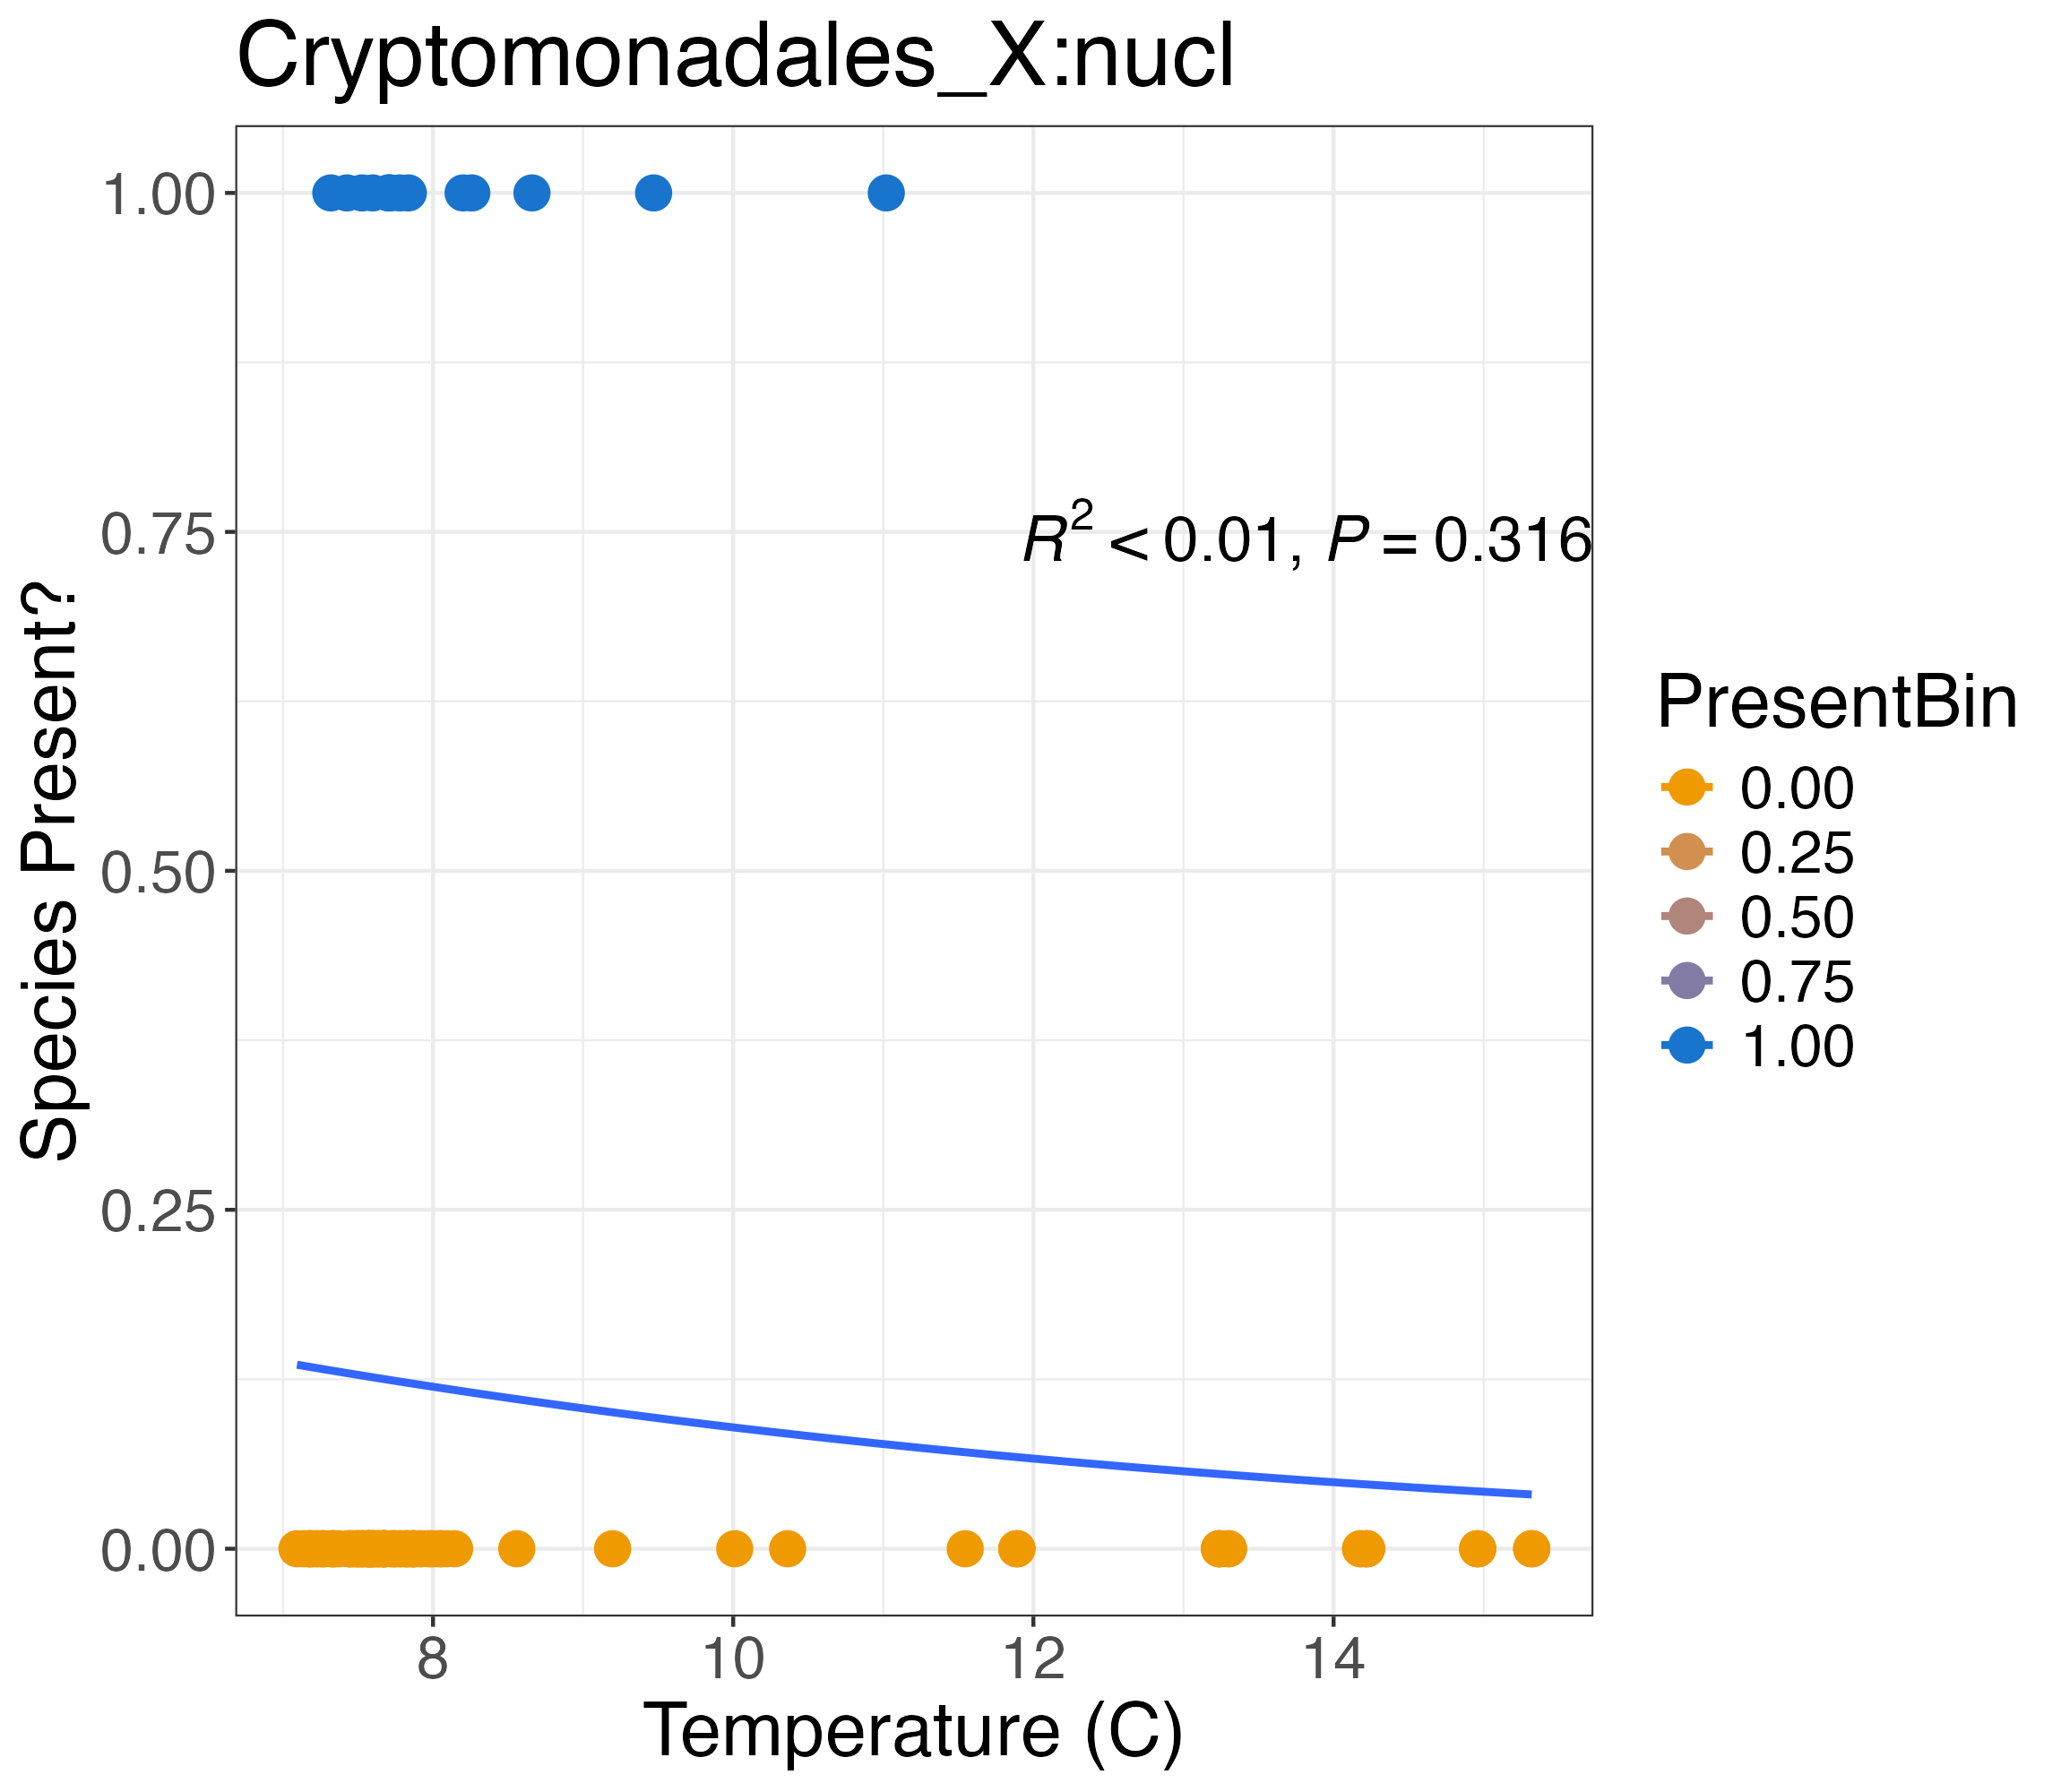 Cryptomonadales_X:nucl
Species Present?
1.00
0.75
0.50
0.25
0.00
R² < 0.01, P = 0.316
8 10 12 14
Temperature (C)
PresentBin
0.00
0.25
0.50
0.75
1.00